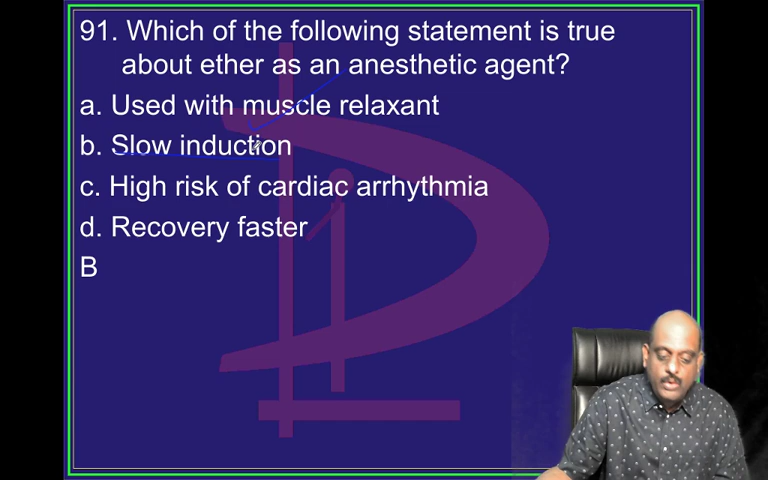 91. Which of the following statement is true
about ether as an anesthetic agent?
a. Used with muscle relaxant
b. Slow induction
c. High risk of cardiac arrhythmia
d. Recovery faster
B